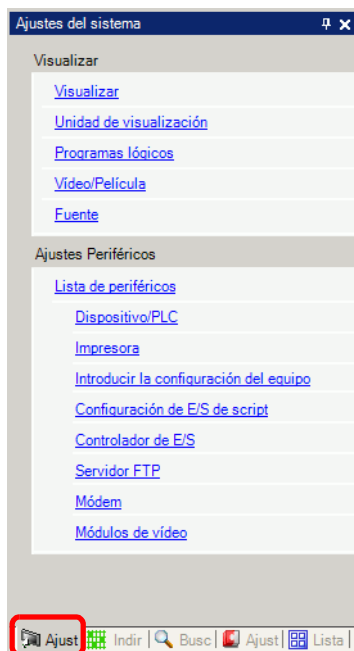 Ajustes del sistema
Visualizar
Visualizar
Unidad de visualización
Programas lógicos
Vídeo/Película
Fuente
Ajustes Periféricos
Lista de periféricos
Dispositivo/PLC
Impresora
Introducir la configuración del equipo
Configuración de E/S de script
Controlador de E/S
Servidor FTP
Módem
Módulos de vídeo
Ajust Indir Busc Ajust Lista